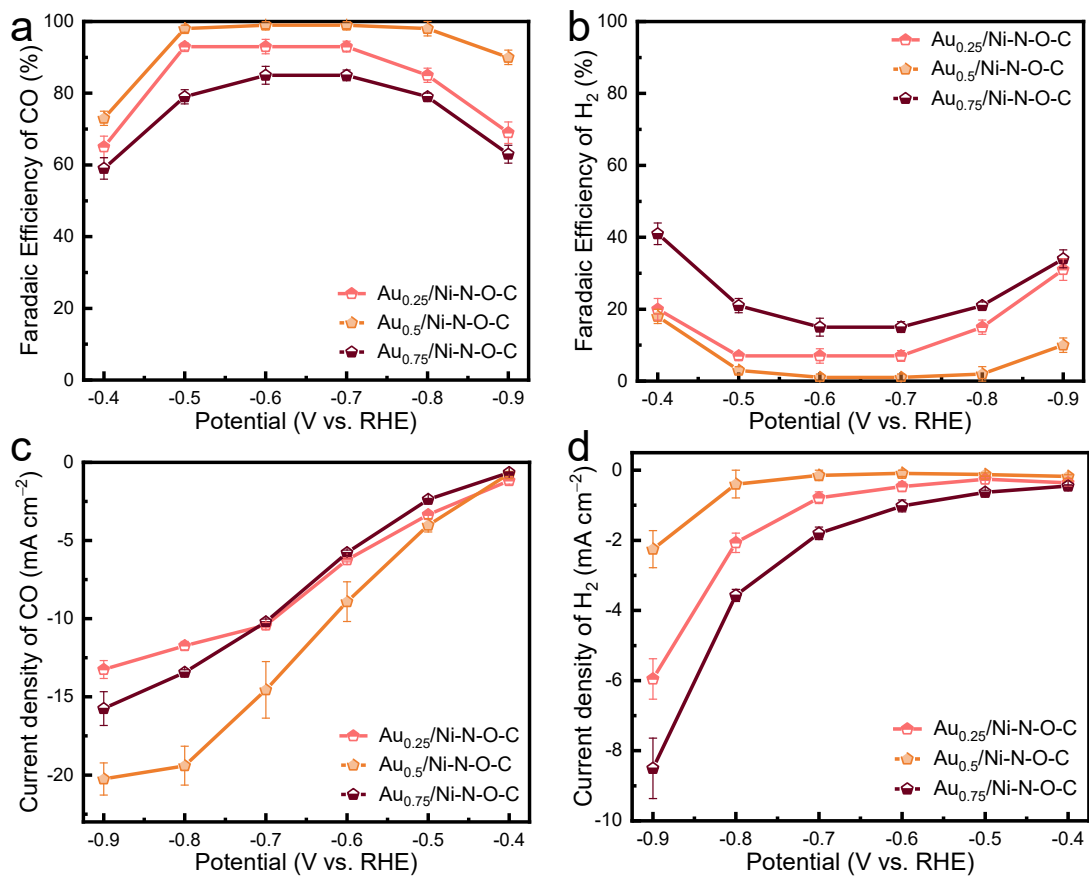 a
Faradaic Efficiency of CO (%)
100
80
60
40
20
0
Au0.25/Ni-N-O-C
Au0.5/Ni-N-O-C
Au0.75/Ni-N-O-C
-0.4 -0.5 -0.6 -0.7 -0.8 -0.9
Potential (V vs. RHE)
b
Faradaic Efficiency of H2 (%)
100
80
60
40
20
0
Au0.25/Ni-N-O-C
Au0.5/Ni-N-O-C
Au0.75/Ni-N-O-C
-0.4 -0.5 -0.6 -0.7 -0.8 -0.9
Potential (V vs. RHE)
c
Current density of CO (mA cm−2)
0
-5
-10
-15
-20
Au0.25/Ni-N-O-C
Au0.5/Ni-N-O-C
Au0.75/Ni-N-O-C
-0.9 -0.8 -0.7 -0.6 -0.5 -0.4
Potential (V vs. RHE)
d
Current density of H2 (mA cm−2)
0
-2
-4
-6
-8
-10
Au0.25/Ni-N-O-C
Au0.5/Ni-N-O-C
Au0.75/Ni-N-O-C
-0.9 -0.8 -0.7 -0.6 -0.5 -0.4
Potential (V vs. RHE)